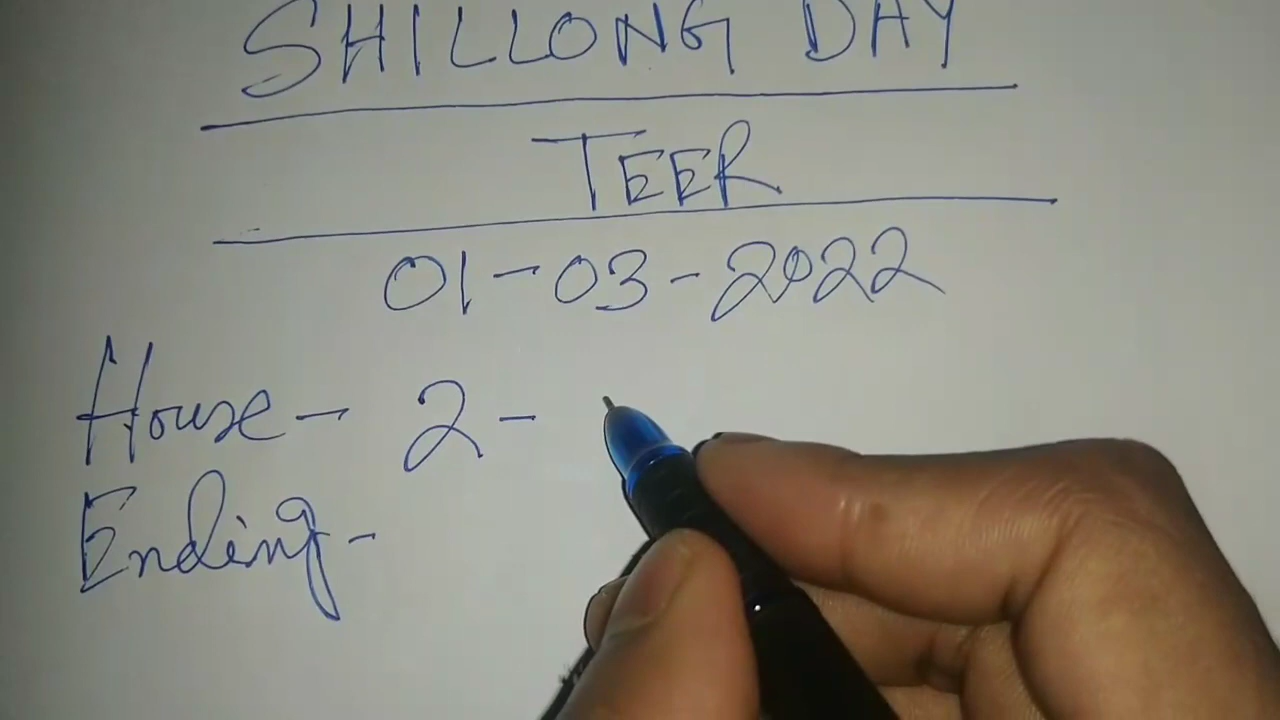 SHILLONG DAY
TEER
01-03-2022
House - 2 -
Ending -